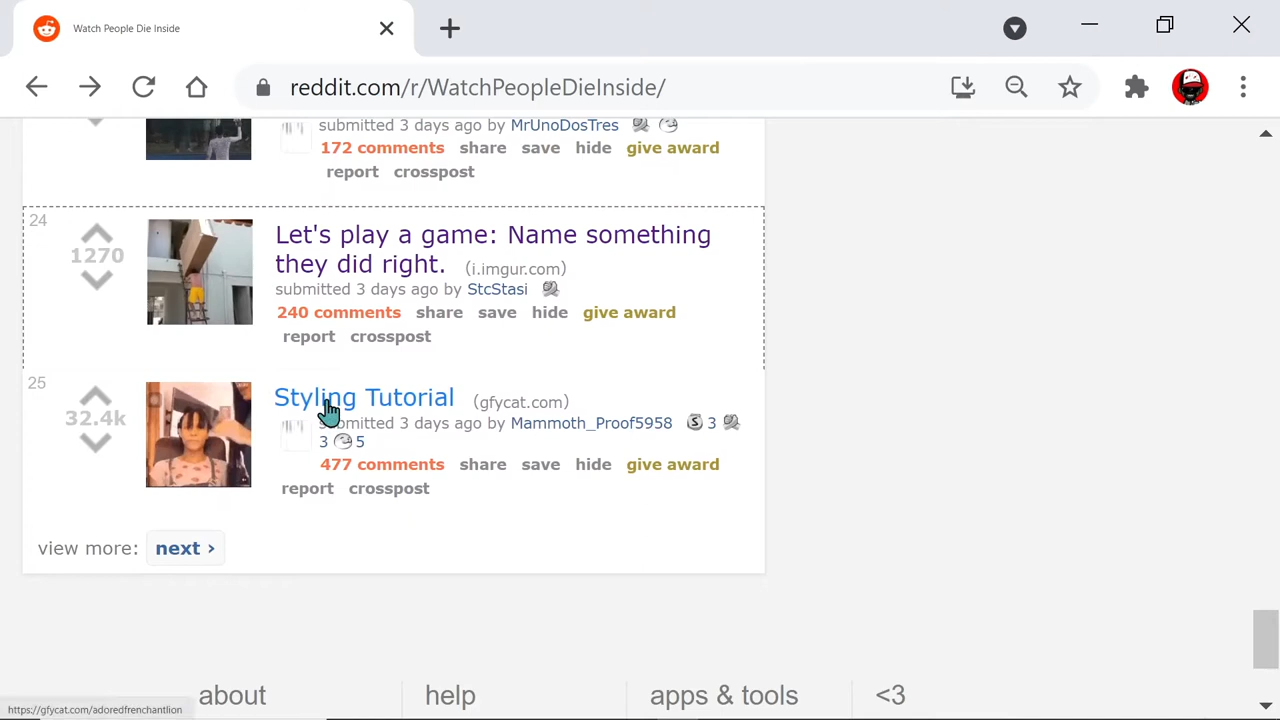 Watch People Die Inside
reddit.com/r/WatchPeopleDieInside/
submitted 3 days ago by MrUnoDosTres
172 comments share save hide give award
report crosspost
24
1270
Let's play a game: Name something
they did right. (i.imgur.com)
submitted 3 days ago by StcStasi
240 comments share save hide give award
report crosspost
25
32.4k
Styling Tutorial (gfycat.com)
submitted 3 days ago by Mammoth_Proof5958 S 3
3 5
477 comments share save hide give award
report crosspost
view more: next ›
about help apps & tools <3
https://gfycat.com/adoredfrenchantlion